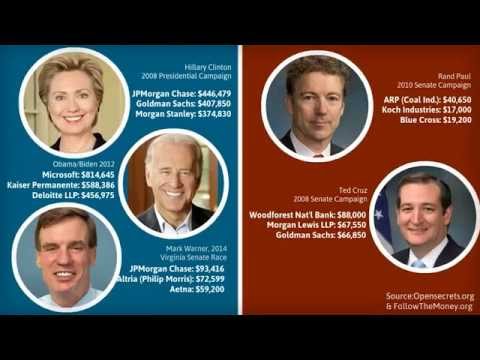 Hillary Clinton
2008 Presidential Campaign
JPMorgan Chase: $446,479
Goldman Sachs: $407,850
Morgan Stanley: $374,830
Obama/Biden 2012
Microsoft: $814,645
Kaiser Permanente: $588,386
Deloitte LLP: $456,975
Mark Warner, 2014
Virginia Senate Race
JPMorgan Chase: $93,416
Altria (Philip Morris): $72,599
Aetna: $59,200
Rand Paul
2010 Senate Campaign
ARP (Coal Ind.): $40,650
Koch Industries: $17,000
Blue Cross: $19,200
Ted Cruz
2008 Senate Campaign
Woodforest Nat'l Bank: $88,000
Morgan Lewis LLP: $67,550
Goldman Sachs: $66,850
Source:Opensecrets.org
& FollowTheMoney.org